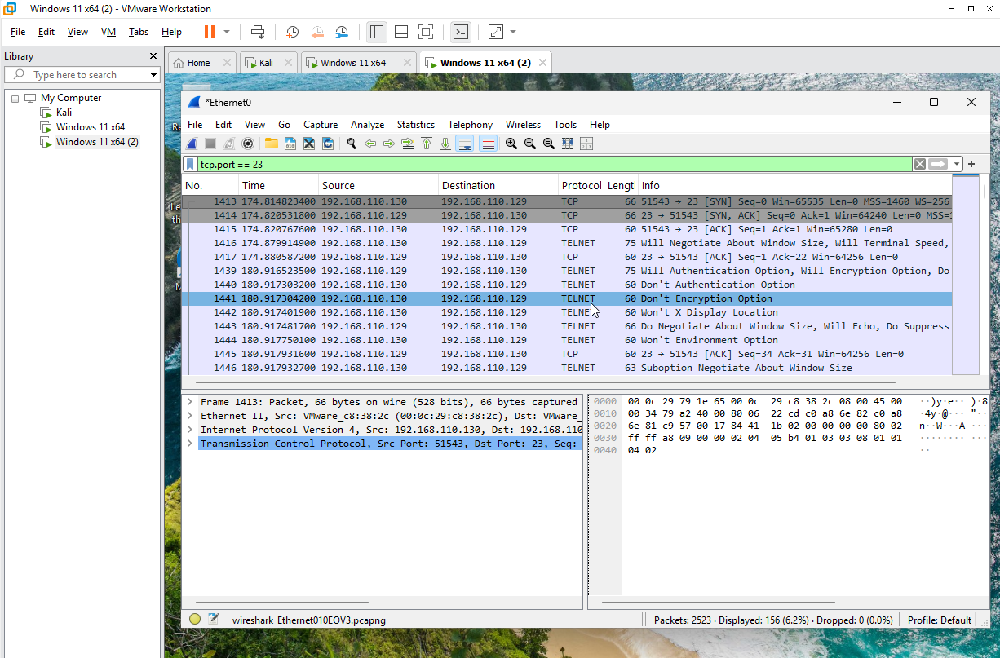 Windows 11 x64 (2) - VMware Workstation
File Edit View VM Tabs Help
Library
Type here to search
My Computer
Kali
Windows 11 x64
Windows 11 x64 (2)
Home Kali Windows 11 x64 Windows 11 x64 (2)
*Ethernet0
File Edit View Go Capture Analyze Statistics Telephony Wireless Tools Help
tcp.port == 23
No. Time Source Destination Protocol Lengtl Info
1413 174.814823400 192.168.110.130 192.168.110.129 TCP 66 51543 → 23 [SYN] Seq=0 Win=65535 Len=0 MSS=1460 WS=256
1414 174.820531800 192.168.110.129 192.168.110.130 TCP 66 23 → 51543 [SYN, ACK] Seq=0 Ack=1 Win=64240 Len=0 MSS=1
1415 174.820767600 192.168.110.130 192.168.110.129 TCP 60 51543 → 23 [ACK] Seq=1 Ack=1 Win=65280 Len=0
1416 174.879914900 192.168.110.130 192.168.110.129 TELNET 75 Will Negotiate About Window Size, Will Terminal Speed,
1417 174.880587200 192.168.110.129 192.168.110.130 TCP 60 23 → 51543 [ACK] Seq=1 Ack=22 Win=64256 Len=0
1439 180.916523500 192.168.110.129 192.168.110.130 TELNET 75 Will Authentication Option, Will Encryption Option, Do
1440 180.917303200 192.168.110.130 192.168.110.129 TELNET 60 Don't Authentication Option
1441 180.917304200 192.168.110.130 192.168.110.129 TELNET 60 Don't Encryption Option
1442 180.917401900 192.168.110.130 192.168.110.129 TELNET 60 Won't X Display Location
1443 180.917481700 192.168.110.129 192.168.110.130 TELNET 66 Do Negotiate About Window Size, Will Echo, Do Suppress
1444 180.917750100 192.168.110.130 192.168.110.129 TELNET 60 Won't Environment Option
1445 180.917931600 192.168.110.129 192.168.110.130 TCP 60 23 → 51543 [ACK] Seq=34 Ack=31 Win=64256 Len=0
1446 180.917932700 192.168.110.130 192.168.110.129 TELNET 63 Suboption Negotiate About Window Size
Frame 1413: Packet, 66 bytes on wire (528 bits), 66 bytes captured
Ethernet II, Src: VMware_c8:38:2c (00:0c:29:c8:38:2c), Dst: VMware_
Internet Protocol Version 4, Src: 192.168.110.130, Dst: 192.168.110
Transmission Control Protocol, Src Port: 51543, Dst Port: 23, Seq:
0000 00 0c 29 79 1e 65 00 0c 29 c8 38 2c 08 00 45 00 ··)y·e·· )·8
0010 00 34 79 a2 40 00 80 06 22 cd c0 a8 6e 82 c0 a8 ·4y·@··· "··
0020 6e 81 c9 57 00 17 84 41 1b 02 00 00 00 00 80 02 n··W···A ···
0030 ff ff a8 09 00 00 02 04 05 b4 01 03 03 08 01 01 ········ ···
0040 04 02 ··
wireshark_Ethernet010EOV3.pcapng Packets: 2523 · Displayed: 156 (6.2%) · Dropped: 0 (0.0%) Profile: Default